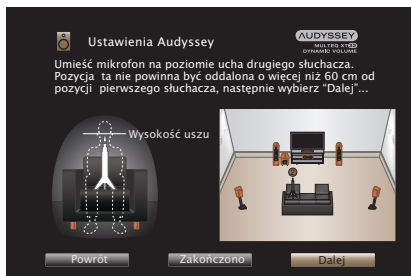 Ustawienia Audyssey
AUDYSSEY
MULTEQ XT32
DYNAMIC VOLUME
Umieść mikrofon na poziomie ucha drugiego słuchacza.
Pozycja ta nie powinna być oddalona o więcej niż 60 cm od
pozycji pierwszego słuchacza, następnie wybierz "Dalej"...
Wysokość uszu
Powrót
Zakończono
Dalej